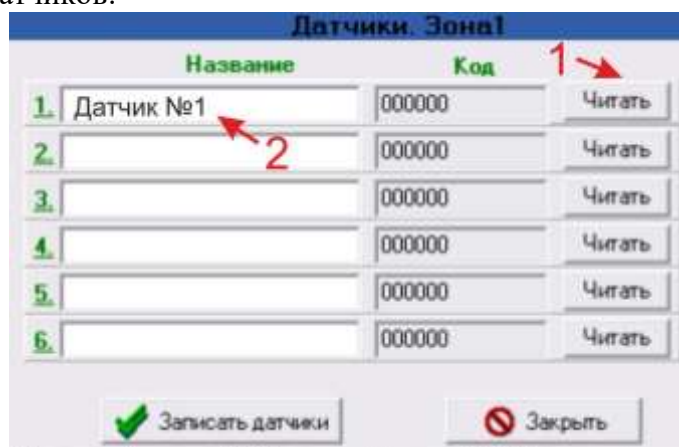 атчиков.
Датчики. Зона1
Название Код 1
1. Датчик №1 000000 Читать
2
2. 000000 Читать
3. 000000 Читать
4. 000000 Читать
5. 000000 Читать
6. 000000 Читать
Записать датчики Закрыть